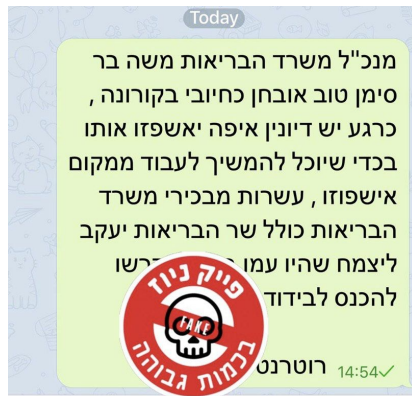 Today
מנכ"ל משרד הבריאות משה בר
סימן טוב אובחן כחיובי בקורונה ,
כרגע יש דיונין איפה יאשפזו אותו
בכדי שיוכל להמשיך לעבוד ממקום
אישפוזו , עשרות מבכירי משרד
הבריאות כולל שר הבריאות יעקב
ליצמח שהיו עמו
להכנס לבידוד
רוטרנט
14:54
פייק ניוז
FAKE
בכמות גבוהה